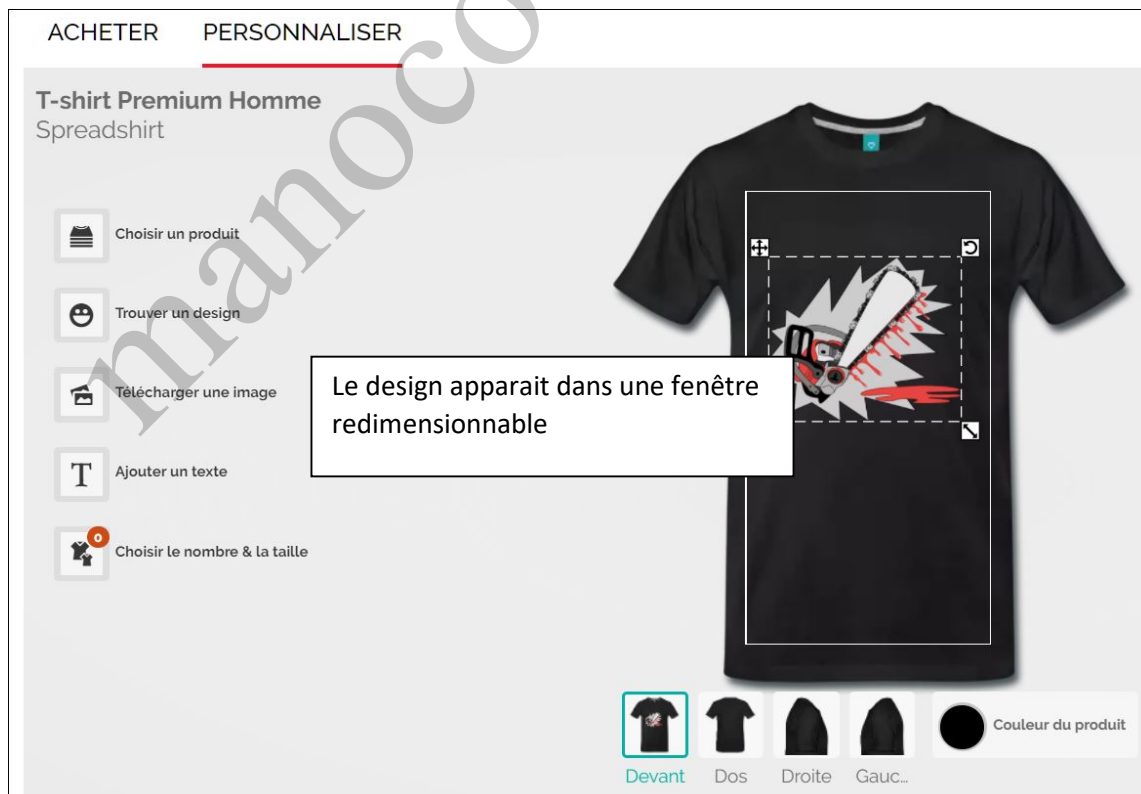 ACHETER PERSONNALISER
T-shirt Premium Homme
Spreadshirt
Choisir un produit
Trouver un design
Télécharger une image
Le design apparait dans une fenêtre
redimensionnable
T Ajouter un texte
0
Choisir le nombre & la taille
Couleur du produit
Devant Dos Droite Gauc...
manoco